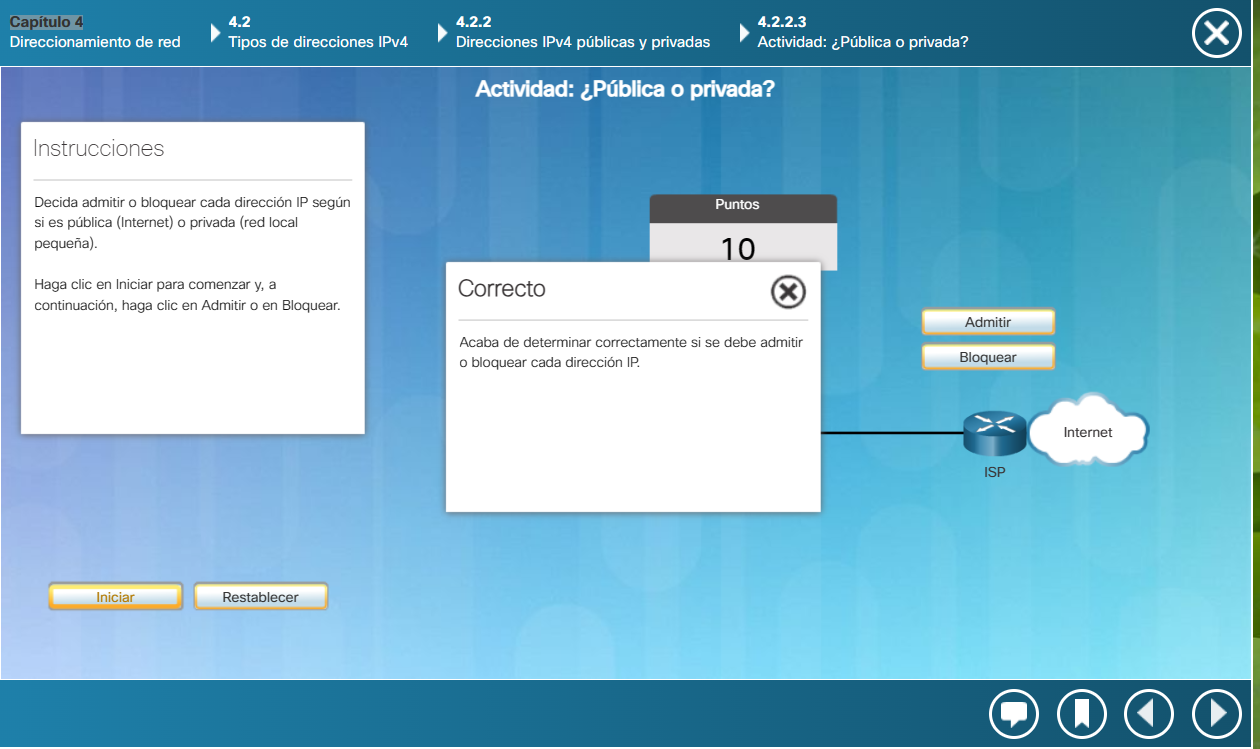 Capítulo 4
Direccionamiento de red
4.2
Tipos de direcciones IPv4
4.2.2
Direcciones IPv4 públicas y privadas
4.2.2.3
Actividad: ¿Pública o privada?
Actividad: ¿Pública o privada?
Instrucciones
Decida admitir o bloquear cada dirección IP según
si es pública (Internet) o privada (red local
pequeña).
Haga clic en Iniciar para comenzar y, a
continuación, haga clic en Admitir o en Bloquear.
Puntos
10
Correcto
Acaba de determinar correctamente si se debe admitir
o bloquear cada dirección IP.
Admitir
Bloquear
Internet
ISP
Iniciar
Restablecer